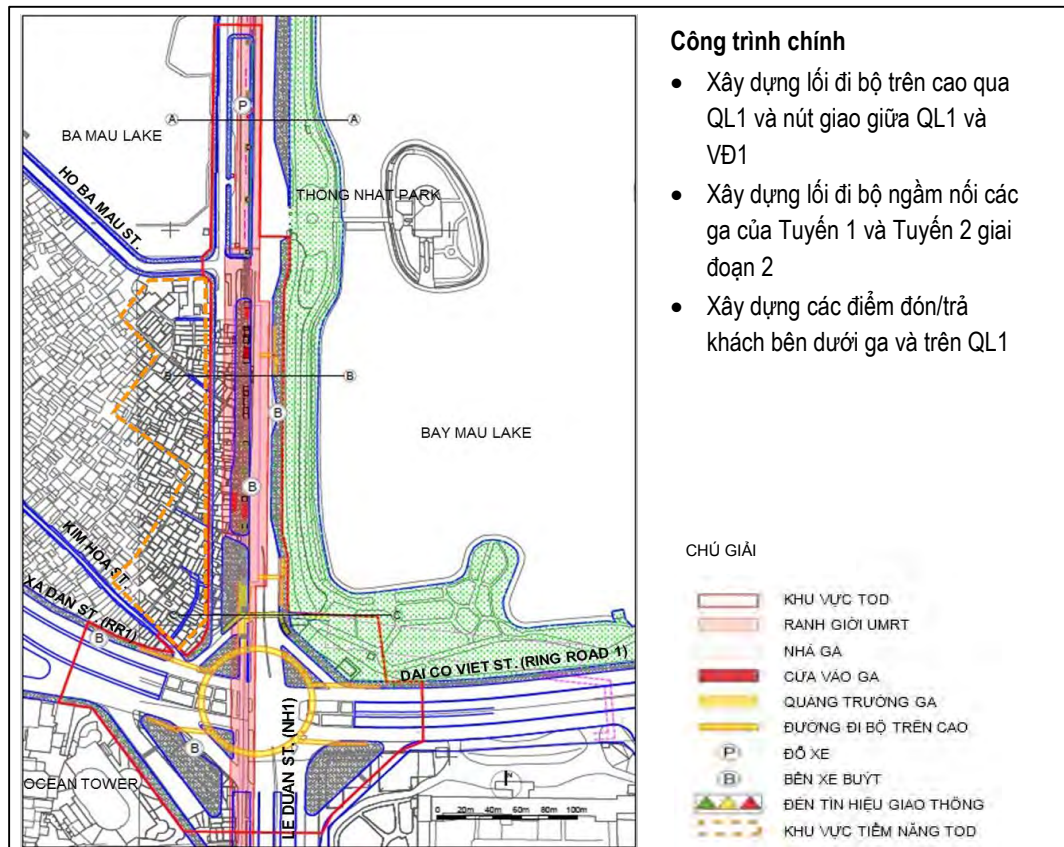 Công trình chính
• Xây dựng lối đi bộ trên cao qua
QL1 và nút giao giữa QL1 và
VĐ1
• Xây dựng lối đi bộ ngầm nối các
ga của Tuyến 1 và Tuyến 2 giai
đoạn 2
• Xây dựng các điểm đón/trả
khách bên dưới ga và trên QL1
P
A
A
BA MAU LAKE
HO BA MAU ST.
THONG NHAT PARK
B
B
B
BAY MAU LAKE
B
KIM HOA ST.
XA DAN ST. (RR1)
B
C
DAI CO VIET ST. (RING ROAD 1)
LE DUAN ST. (NH1)
B
OCEAN TOWER
0 20m 40m 60m 80m 100m
CHÚ GIẢI
KHU VỰC TOD
RANH GIỚI UMRT
NHÀ GA
CỬA VÀO GA
QUẢNG TRƯỜNG GA
ĐƯỜNG ĐI BỘ TRÊN CAO
P ĐỖ XE
B BẾN XE BUÝT
ĐÈN TÍN HIỆU GIAO THÔNG
KHU VỰC TIỀM NĂNG TOD